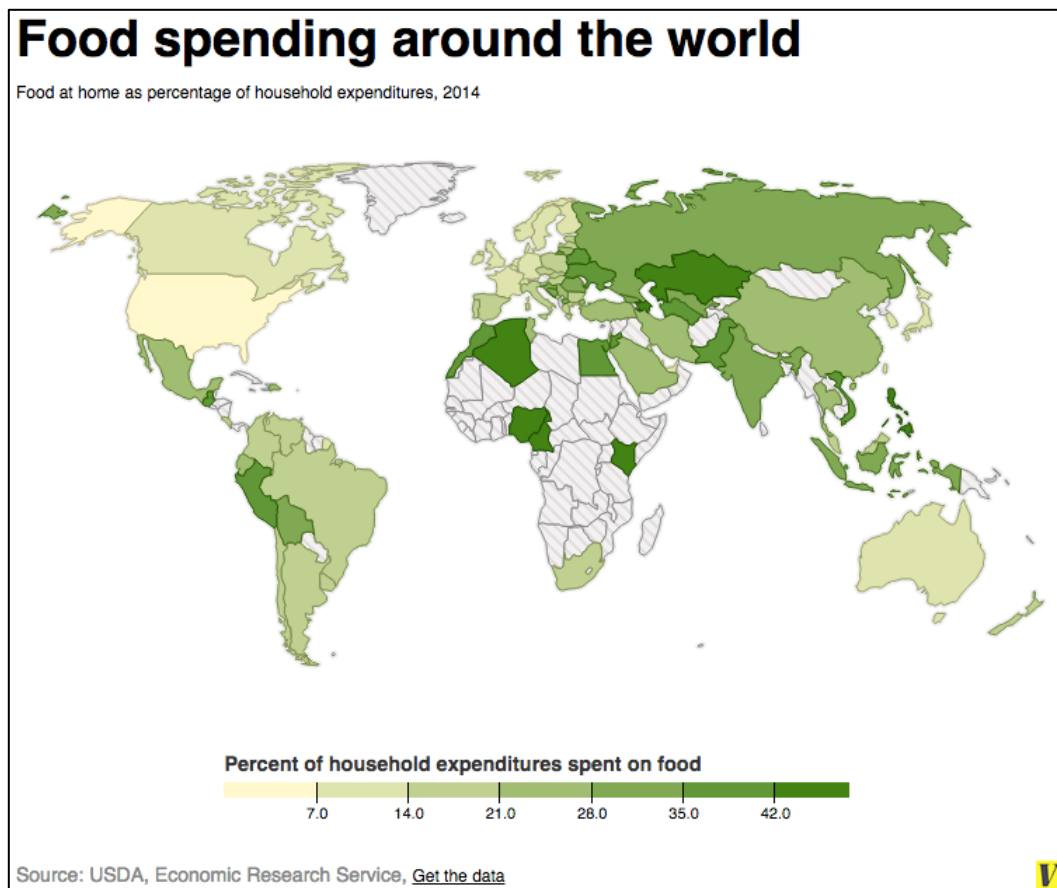 Food spending around the world
Food at home as percentage of household expenditures, 2014
Percent of household expenditures spent on food
7.0 14.0 21.0 28.0 35.0 42.0
Source: USDA, Economic Research Service, Get the data
V